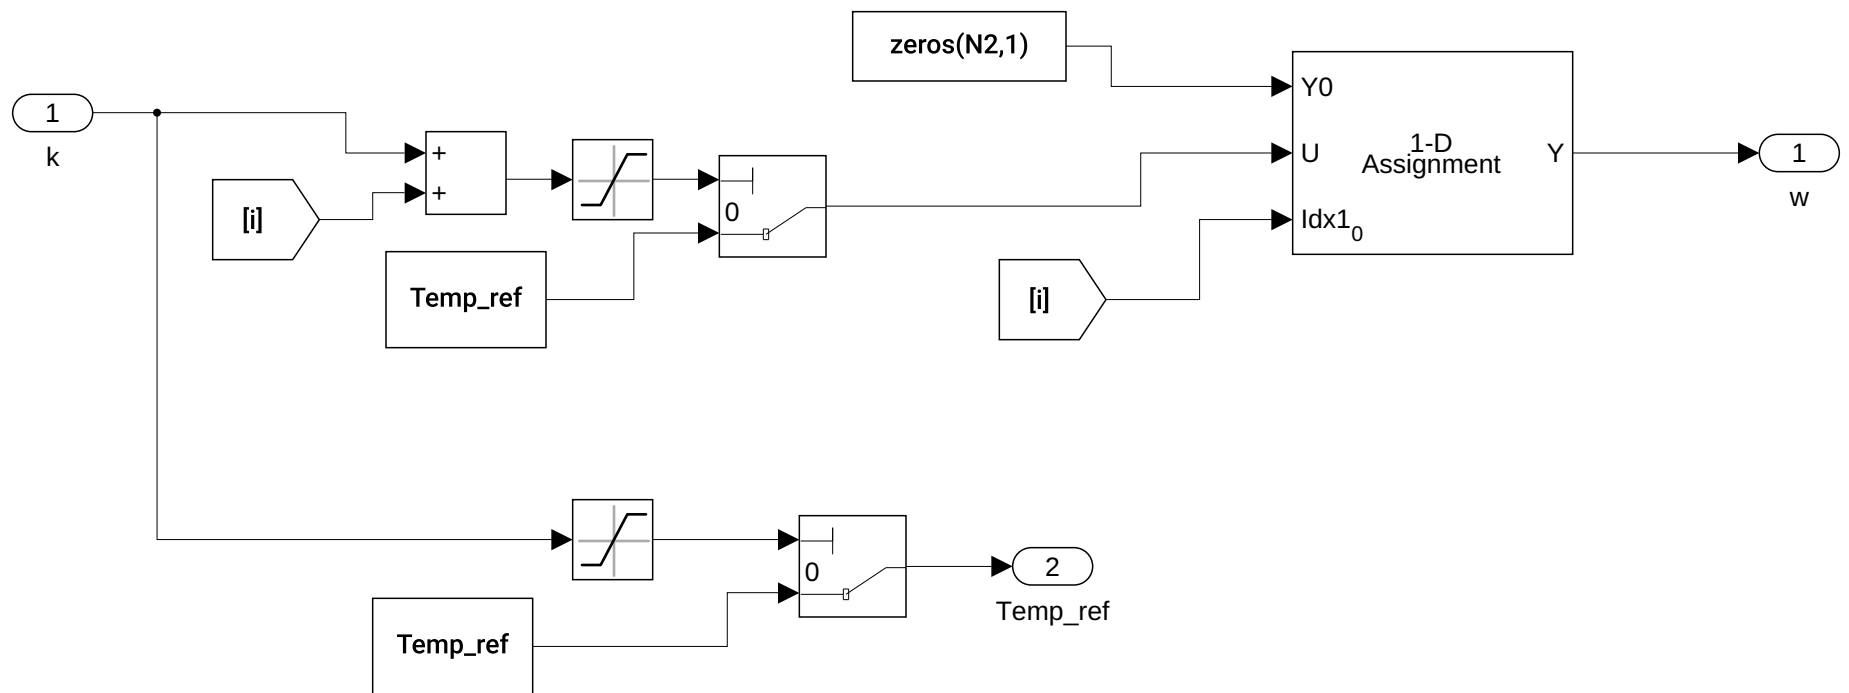 zeros(N2,1)
1
k
+
+
[i]
0
Temp_ref
Y0
U
Idx1
0
1-D
Assignment
Y
[i]
1
w
0
Temp_ref
2
Temp_ref